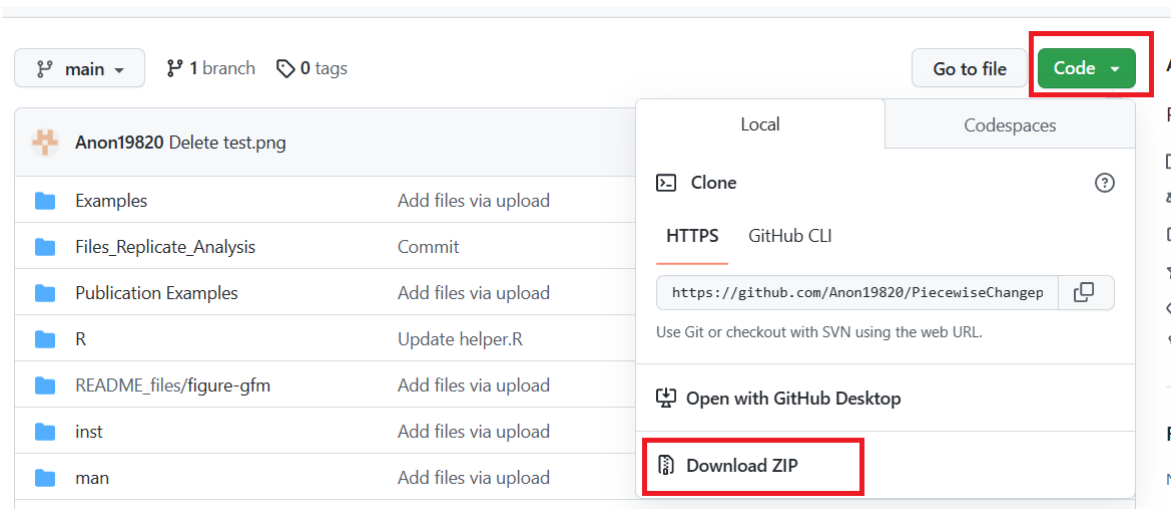 main 1 branch 0 tags Go to file Code
Anon19820 Delete test.png
Examples Add files via upload
Files_Replicate_Analysis Commit
Publication Examples Add files via upload
R Update helper.R
README_files/figure-gfm Add files via upload
inst Add files via upload
man Add files via upload
Local Codespaces
Clone
HTTPS GitHub CLI
https://github.com/Anon19820/PiecewiseChangep
Use Git or checkout with SVN using the web URL.
Open with GitHub Desktop
Download ZIP